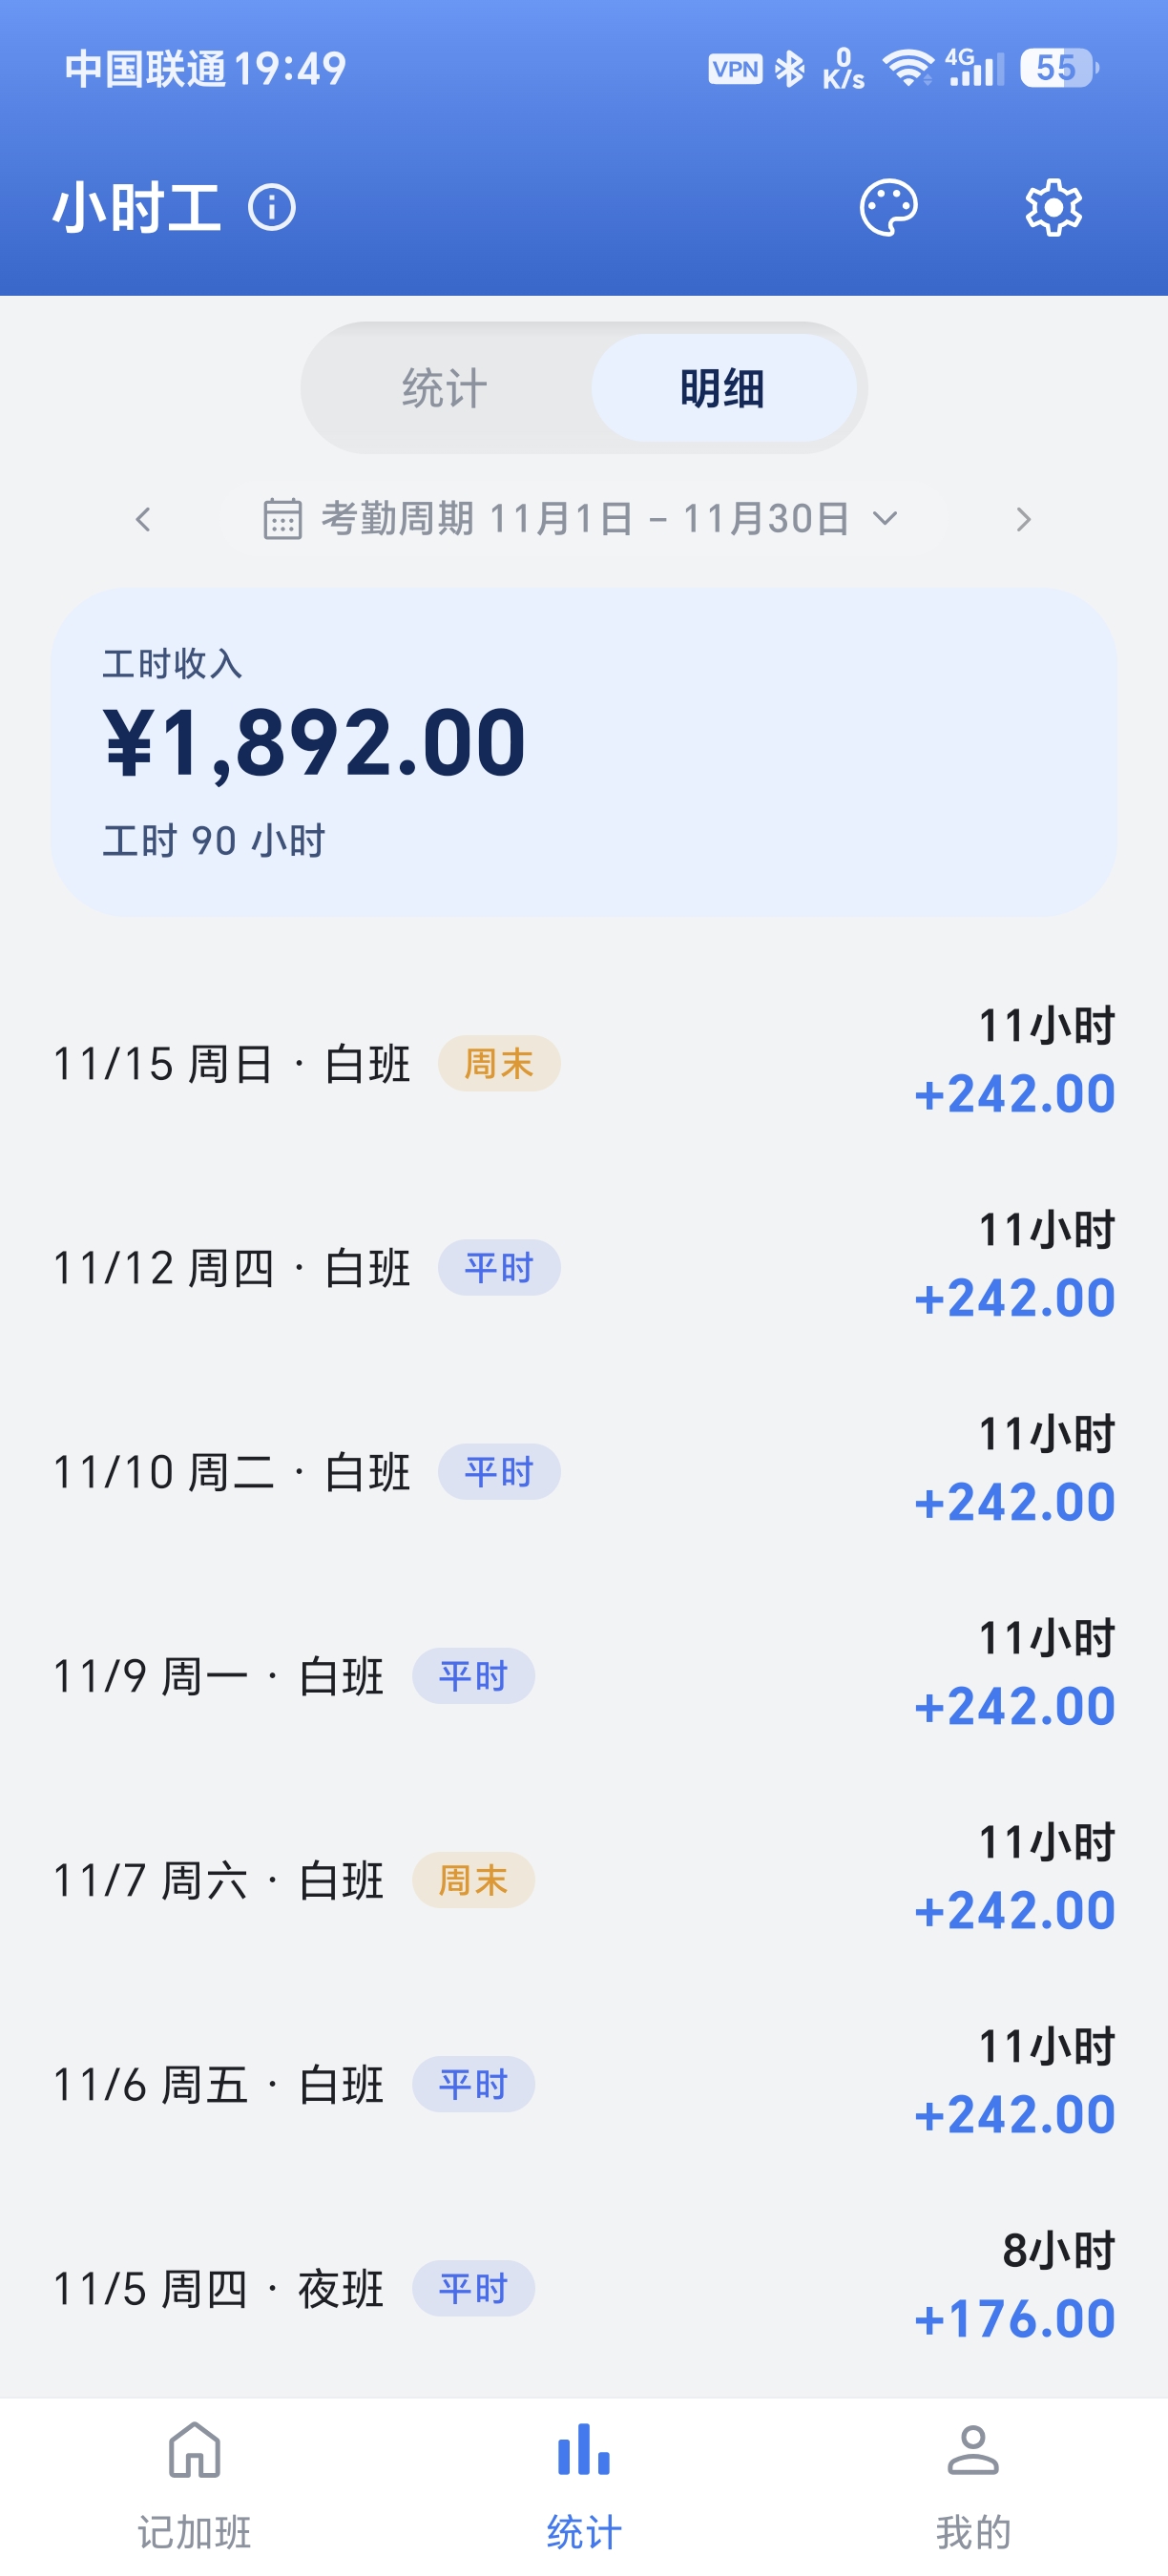 中国联通 19:49
VPN 0 K/s 4G 55
小时工
统计 明细
考勤周期 11月1日 – 11月30日
工时收入
¥1,892.00
工时 90 小时
11小时
11/15 周日 · 白班 周末
+242.00
11小时
11/12 周四 · 白班 平时
+242.00
11小时
11/10 周二 · 白班 平时
+242.00
11小时
11/9 周一 · 白班 平时
+242.00
11小时
11/7 周六 · 白班 周末
+242.00
11小时
11/6 周五 · 白班 平时
+242.00
8小时
11/5 周四 · 夜班 平时
+176.00
记加班 统计 我的